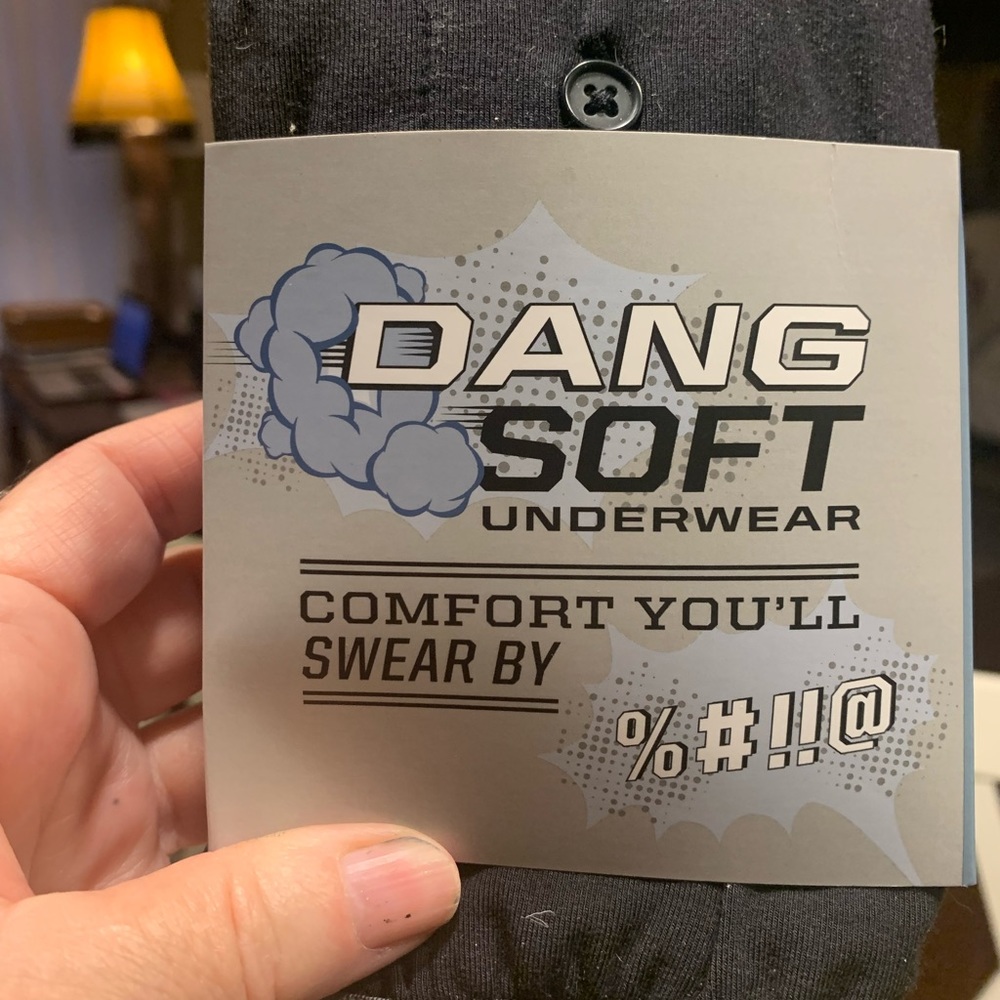 DANG
SOFT
UNDERWEAR
COMFORT YOU'LL
SWEAR BY
%#!!@